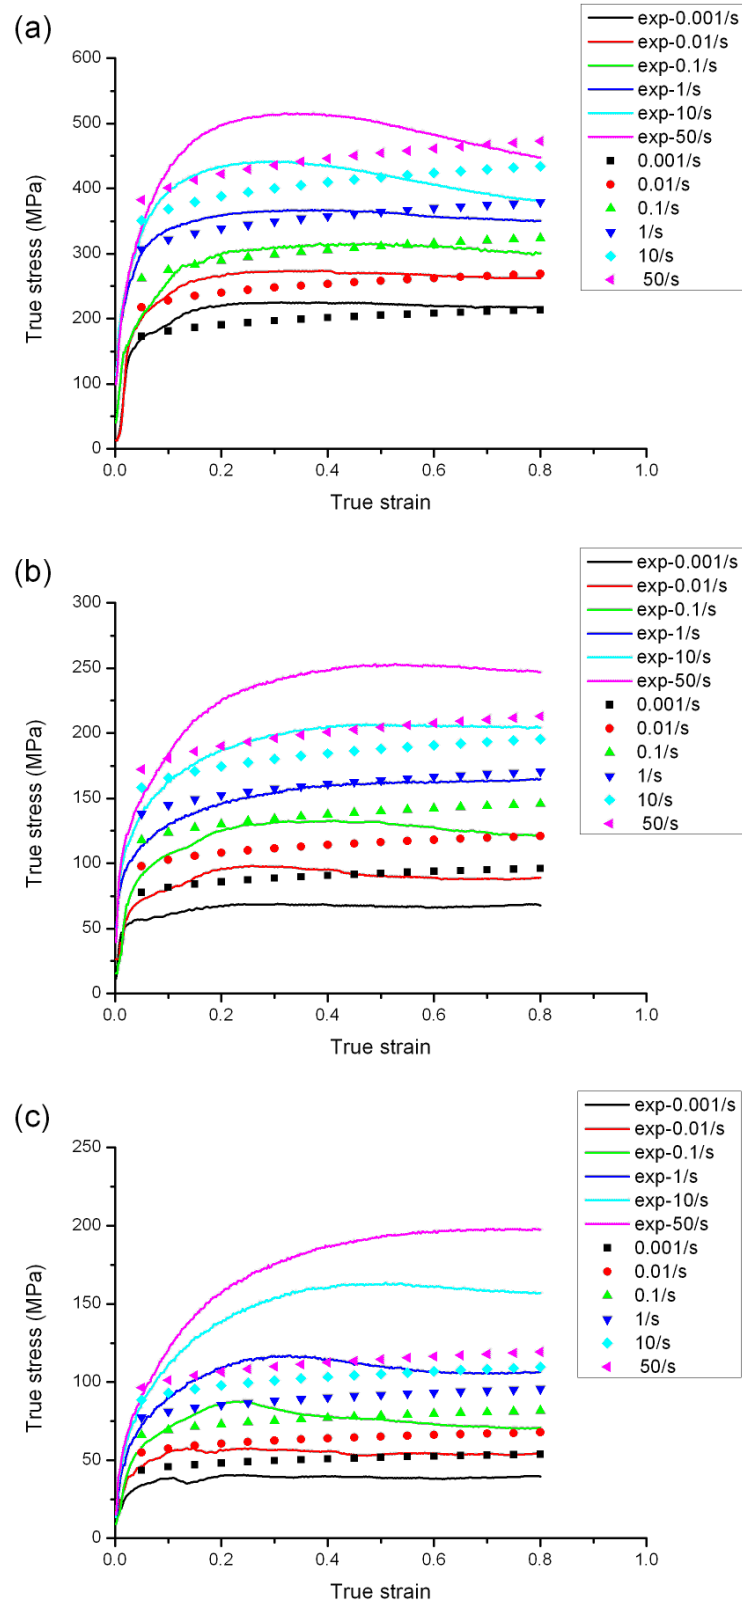 (a)
exp-0.001/s
exp-0.01/s
exp-0.1/s
exp-1/s
exp-10/s
exp-50/s
0.001/s
0.01/s
0.1/s
1/s
10/s
50/s
600
500
400
300
200
100
0
True stress (MPa)
0.0 0.2 0.4 0.6 0.8 1.0
True strain
(b)
exp-0.001/s
exp-0.01/s
exp-0.1/s
exp-1/s
exp-10/s
exp-50/s
0.001/s
0.01/s
0.1/s
1/s
10/s
50/s
300
250
200
150
100
50
0
True stress (MPa)
0.0 0.2 0.4 0.6 0.8 1.0
True strain
(c)
exp-0.001/s
exp-0.01/s
exp-0.1/s
exp-1/s
exp-10/s
exp-50/s
0.001/s
0.01/s
0.1/s
1/s
10/s
50/s
250
200
150
100
50
0
True stress (MPa)
0.0 0.2 0.4 0.6 0.8 1.0
True strain